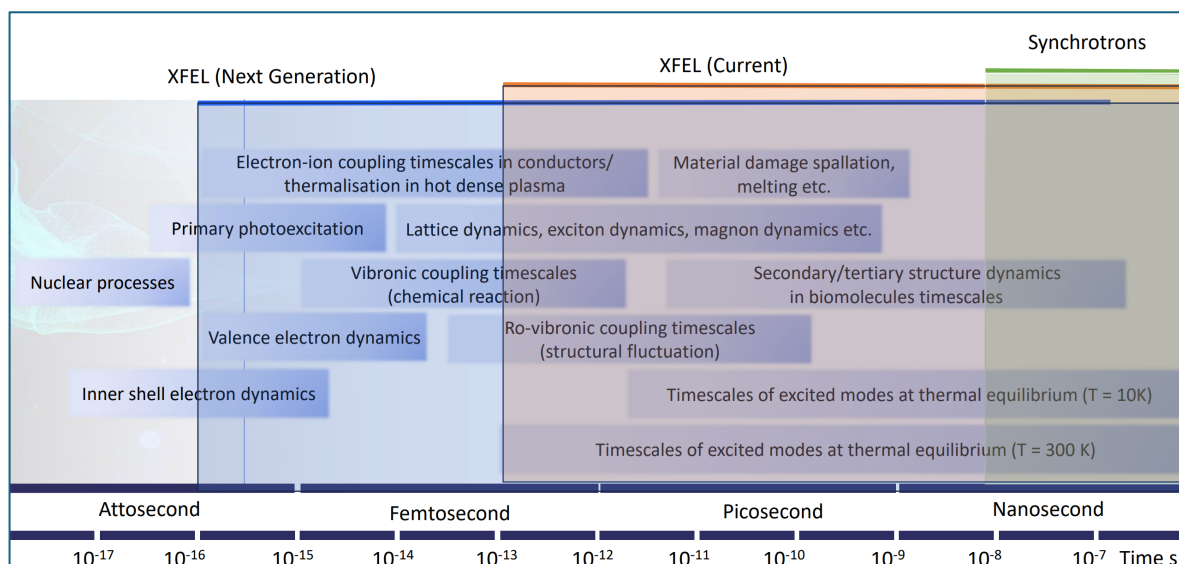 Synchrotrons
XFEL (Current)
XFEL (Next Generation)
Electron-ion coupling timescales in conductors/
thermalisation in hot dense plasma
Material damage spallation,
melting etc.
Primary photoexcitation
Lattice dynamics, exciton dynamics, magnon dynamics etc.
Nuclear processes
Vibronic coupling timescales
(chemical reaction)
Secondary/tertiary structure dynamics
in biomolecules timescales
Valence electron dynamics
Ro-vibronic coupling timescales
(structural fluctuation)
Inner shell electron dynamics
Timescales of excited modes at thermal equilibrium (T = 10K)
Timescales of excited modes at thermal equilibrium (T = 300 K)
Attosecond Femtosecond Picosecond Nanosecond
10⁻¹⁷ 10⁻¹⁶ 10⁻¹⁵ 10⁻¹⁴ 10⁻¹³ 10⁻¹² 10⁻¹¹ 10⁻¹⁰ 10⁻⁹ 10⁻⁸ 10⁻⁷ Time s